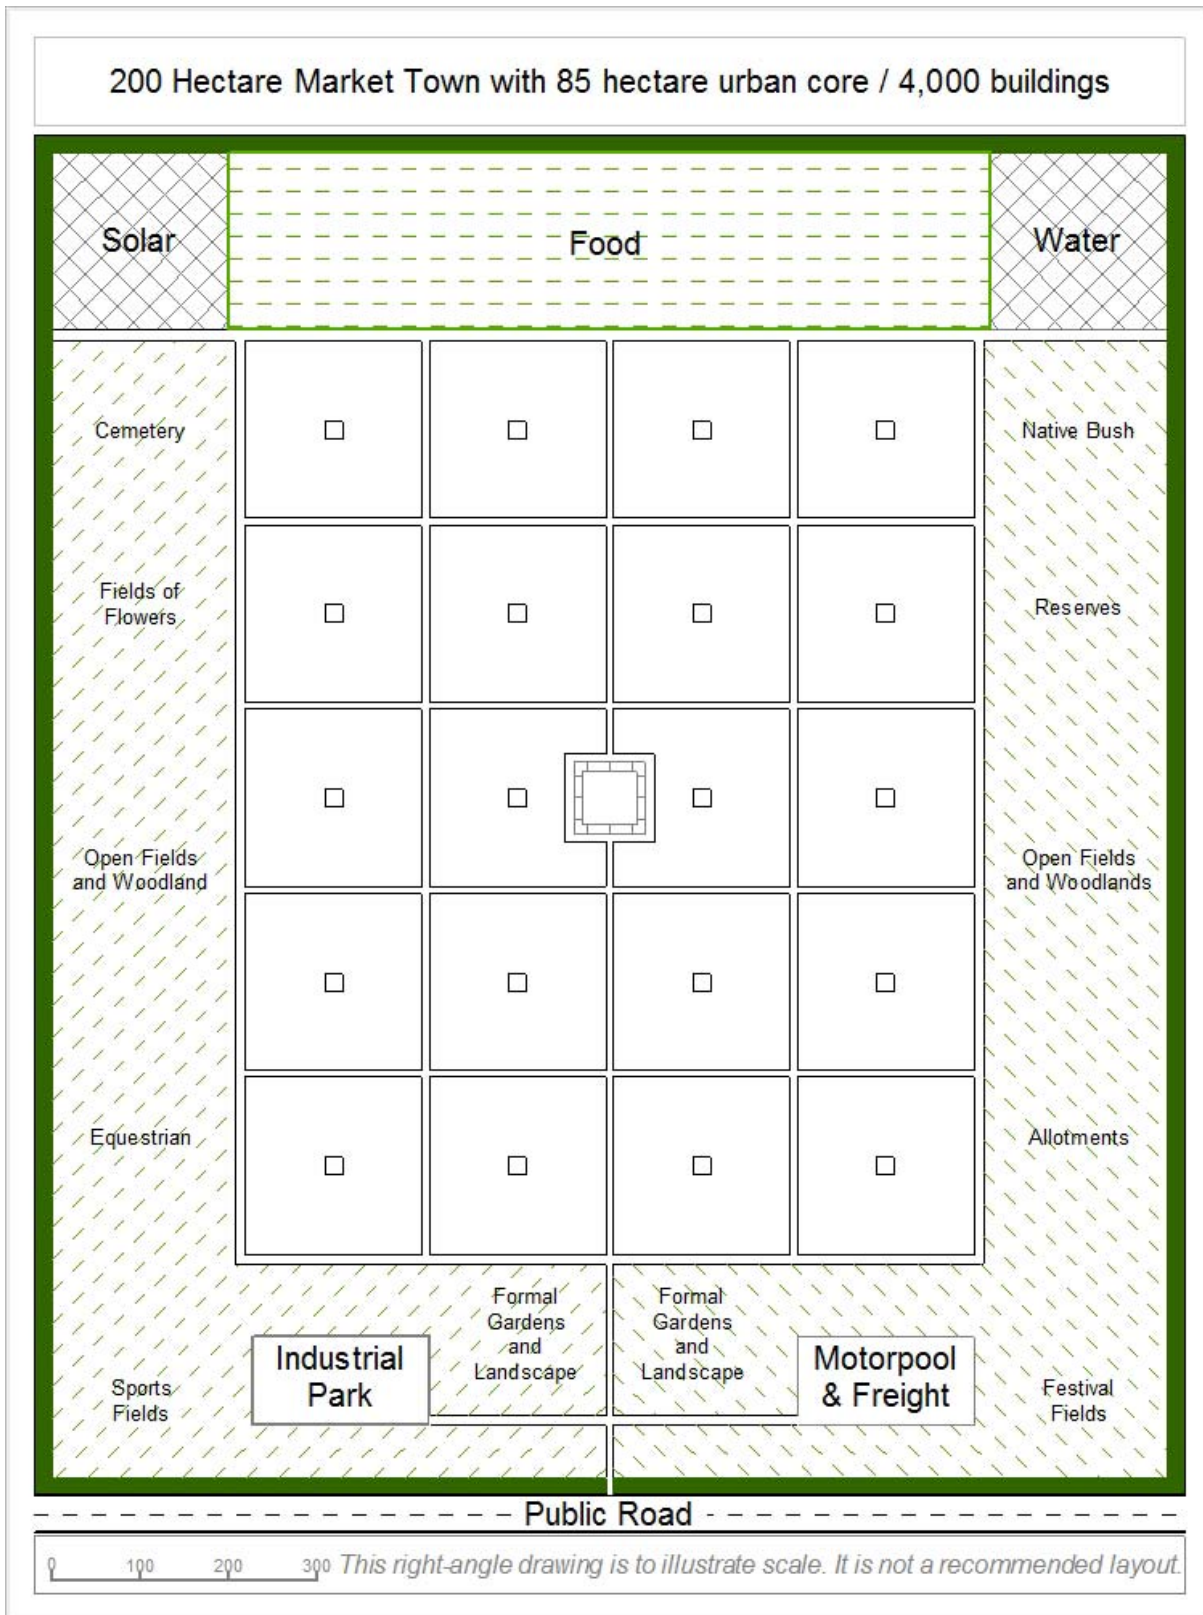 200 Hectare Market Town with 85 hectare urban core / 4,000 buildings
Solar
Food
Water
Cemetery
Native Bush
Fields of
Flowers
Reserves
Open Fields
and Woodland
Open Fields
and Woodlands
Equestrian
Allotments
Formal
Gardens
and
Landscape
Formal
Gardens
and
Landscape
Industrial
Park
Motorpool
& Freight
Sports
Fields
Festival
Fields
Public Road
0 100 200 300
This right-angle drawing is to illustrate scale. It is not a recommended layout.